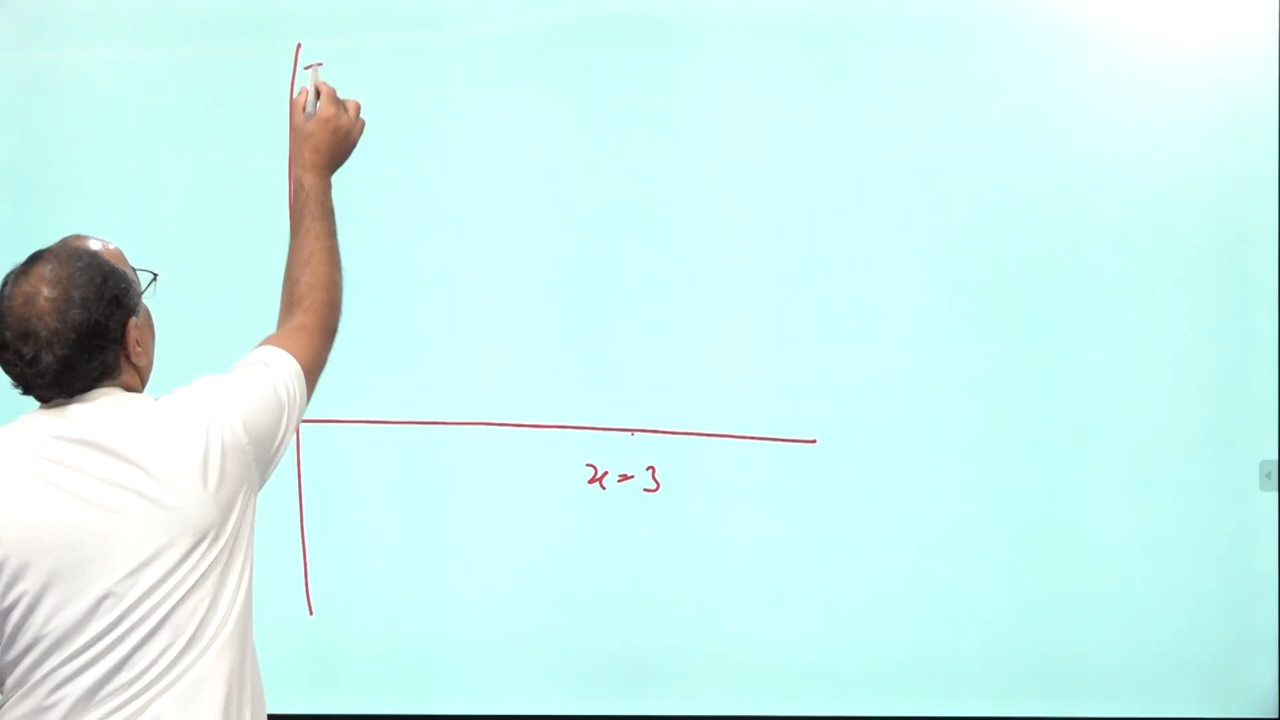 x = 3